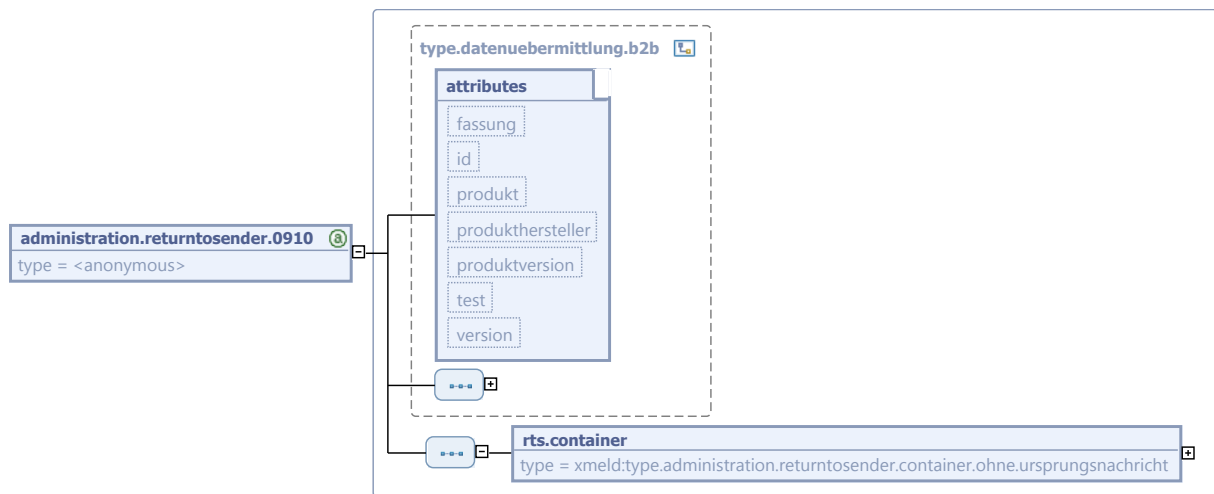 type.datenuebermittlung.b2b
attributes
fassung
id
produkt
produkthersteller
produktversion
test
version
administration.returntosender.0910
type = <anonymous>
rts.container
type = xmeld:type.administration.returntosender.container.ohne.ursprungsnachricht